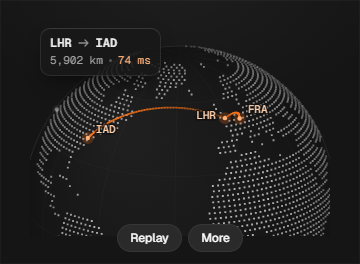 LHR → IAD
5,902 km · 74 ms
LHR
FRA
IAD
Replay
More